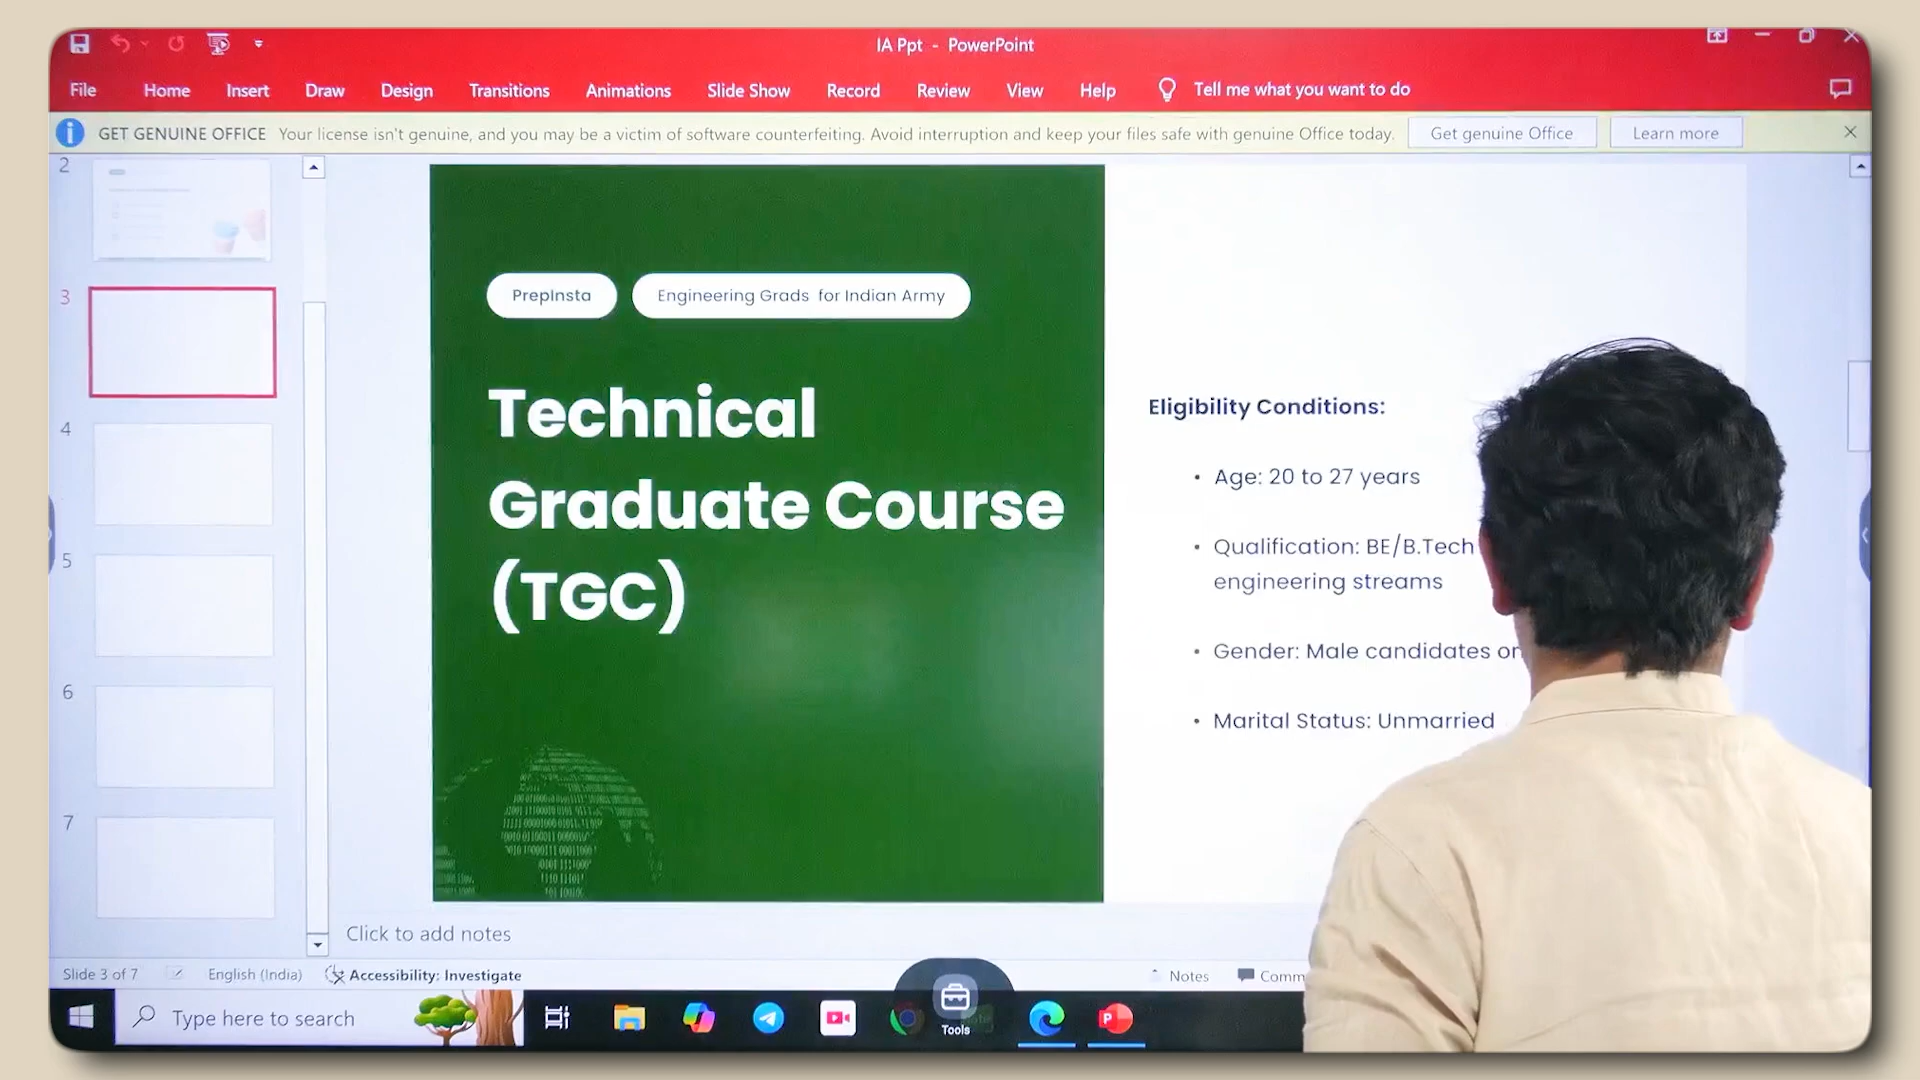 IA Ppt - PowerPoint
File Home Insert Draw Design Transitions Animations Slide Show Record Review View Help Tell me what you want to do
GET GENUINE OFFICE Your license isn't genuine, and you may be a victim of software counterfeiting. Avoid interruption and keep your files safe with genuine Office today. Get genuine Office Learn more
2
3
4
5
6
7
PrepInsta Engineering Grads for Indian Army
Technical
Graduate Course
(TGC)
Eligibility Conditions:
• Age: 20 to 27 years
• Qualification: BE/B.Tech
engineering streams
• Gender: Male candidates
• Marital Status: Unmarried
Click to add notes
Slide 3 of 7 English (India) Accessibility: Investigate Notes
Type here to search
Tools